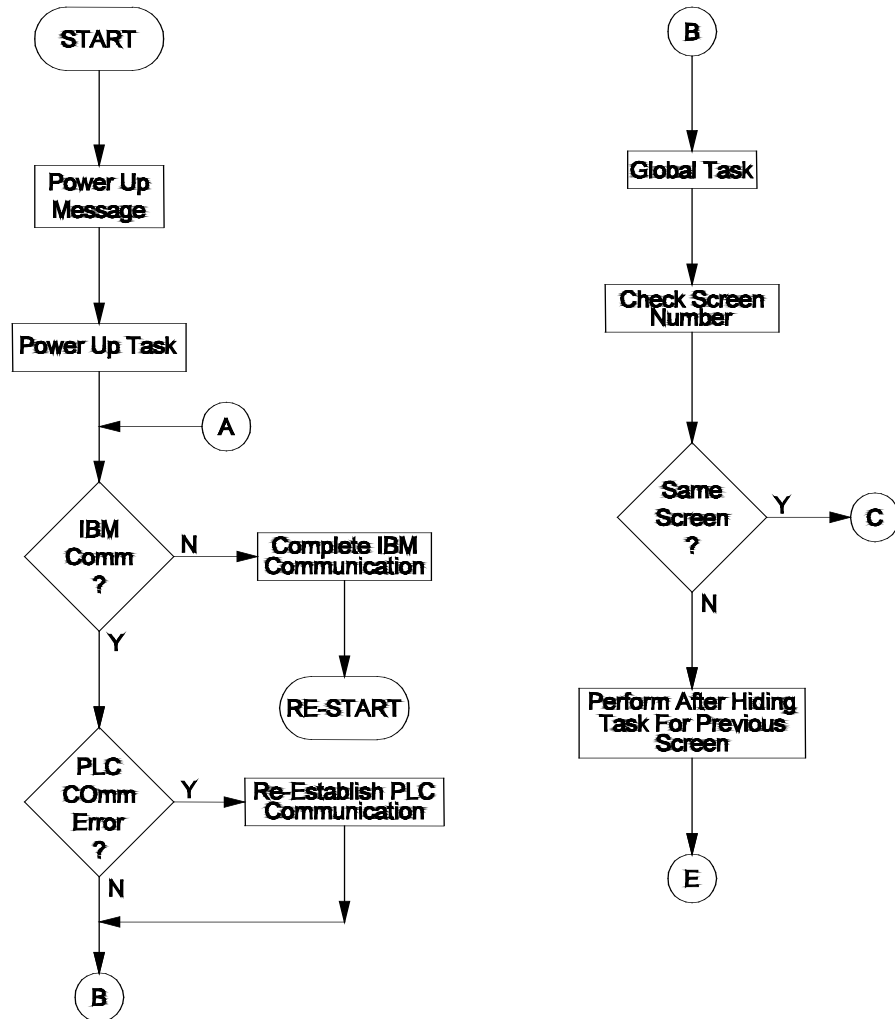 START
Power Up
Message
Power Up Task
A
IBM
Comm
?
N
Complete IBM
Communication
Y
RE-START
PLC
COmm
Error
?
Y
Re-Establish PLC
Communication
N
B
B
Global Task
Check Screen
Number
Same
Screen
?
Y
C
N
Perform After Hiding
Task For Previous
Screen
E